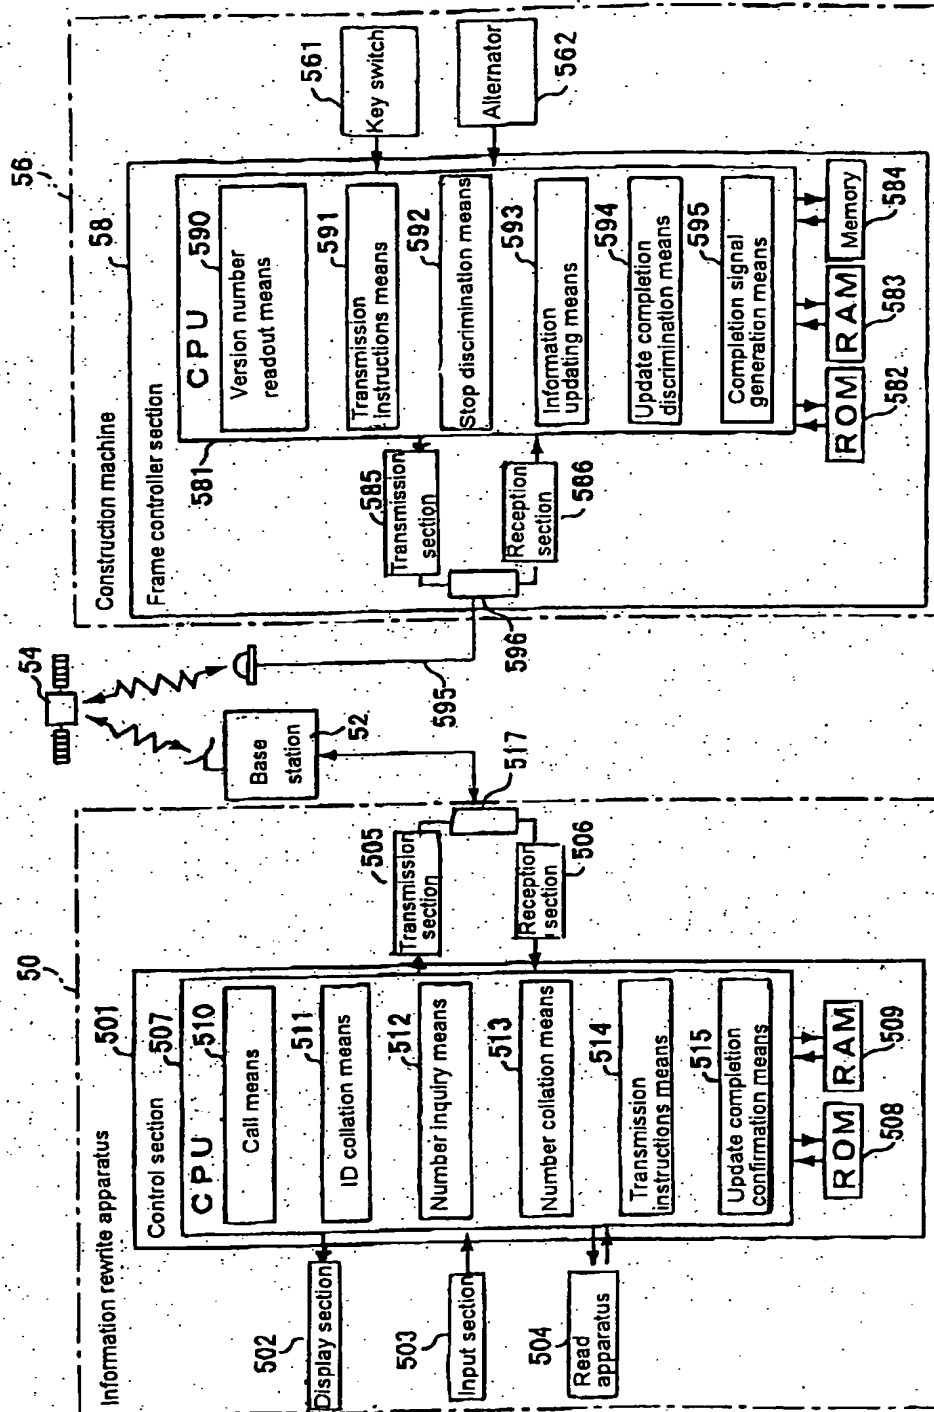 50
Information rewrite apparatus
501
Control section
507
CPU
510
Call means
511
ID collation means
512
Number inquiry means
513
Number collation means
514
Transmission
instructions means
515
Update completion
confirmation means
ROM
508
RAM
509
502
Display section
503
Input section
504
Read
apparatus
505
Transmission
section
506
Reception
section
517
Base
station
52
54
595
596
56
Construction machine
58
Frame controller section
581
CPU
590
Version number
readout means
591
Transmission
instructions means
592
Stop discrimination means
593
Information
updating means
594
Update completion
discrimination means
595
Completion signal
generation means
585
Transmission
section
586
Reception
section
ROM
582
RAM
583
Memory
584
561
Key switch
562
Alternator